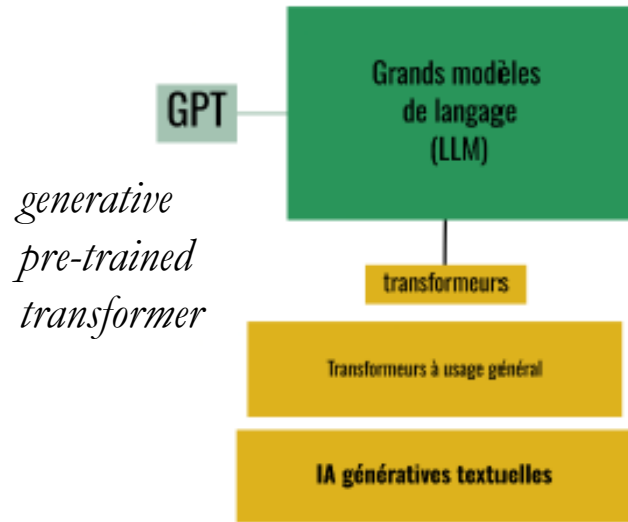 Grands modèles
de langage
(LLM)
GPT
generative
pre-trained
transformer
transformeurs
Transformeurs à usage général
IA génératives textuelles